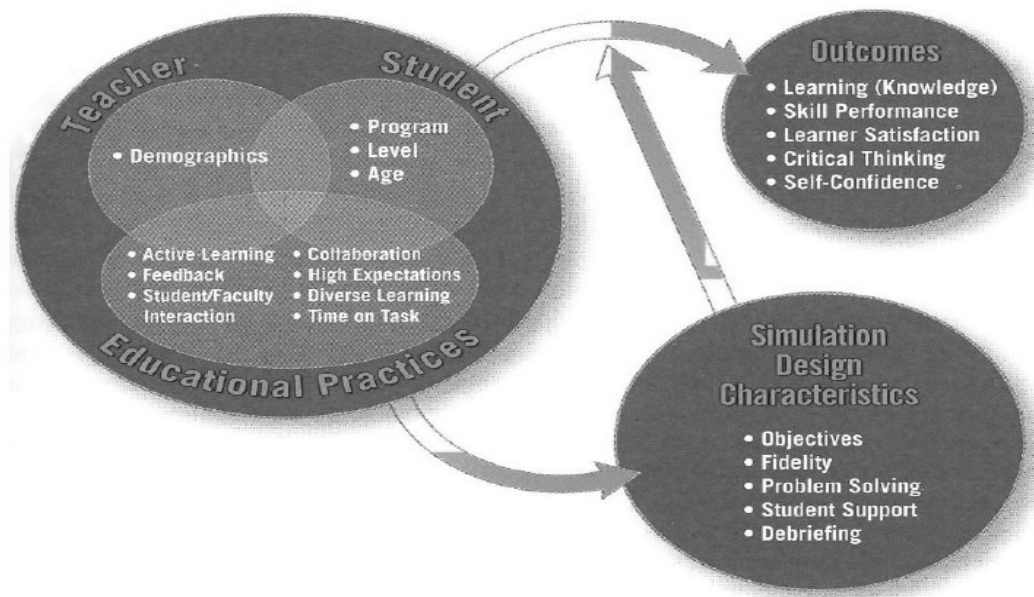 Teacher
Student
• Demographics
• Program
• Level
• Age
• Active Learning
• Feedback
• Student/Faculty
Interaction
• Collaboration
• High Expectations
• Diverse Learning
• Time on Task
Educational Practices
Outcomes
• Learning (Knowledge)
• Skill Performance
• Learner Satisfaction
• Critical Thinking
• Self-Confidence
Simulation
Design
Characteristics
• Objectives
• Fidelity
• Problem Solving
• Student Support
• Debriefing